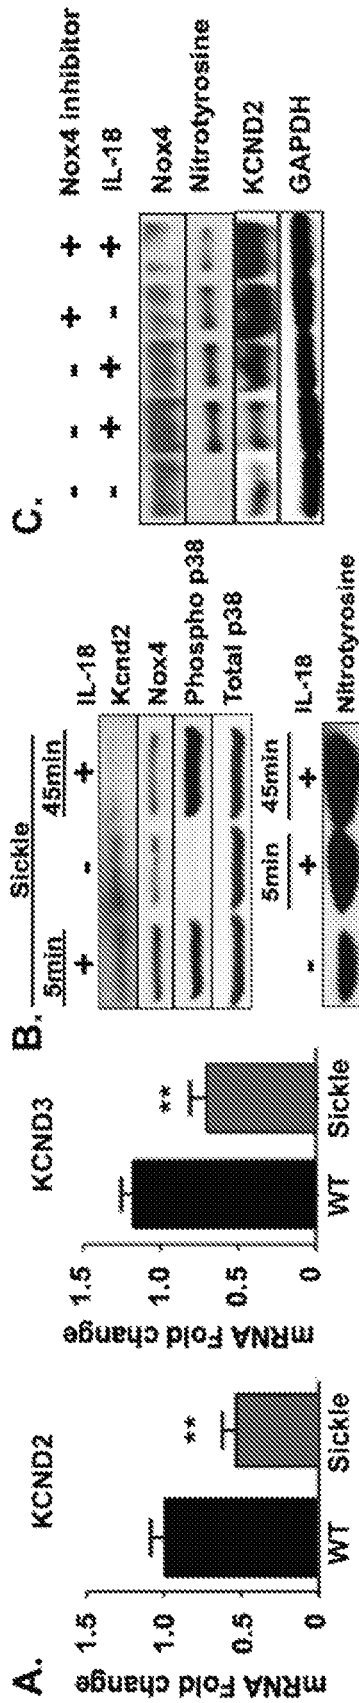 A.
KCND2
mRNA Fold change
1.5
1.0
0.5
0
WT Sickle
**
KCND3
mRNA Fold change
1.5
1.0
0.5
0
WT Sickle
**
B.
Sickle
5min 45min
+ - + IL-18
Kcnd2
Nox4
Phospho p38
Total p38
5min 45min
- + + IL-18
Nitrotyrosine
C.
- - - + + Nox4 inhibitor
- + + - + IL-18
Nox4
Nitrotyrosine
KCND2
GAPDH